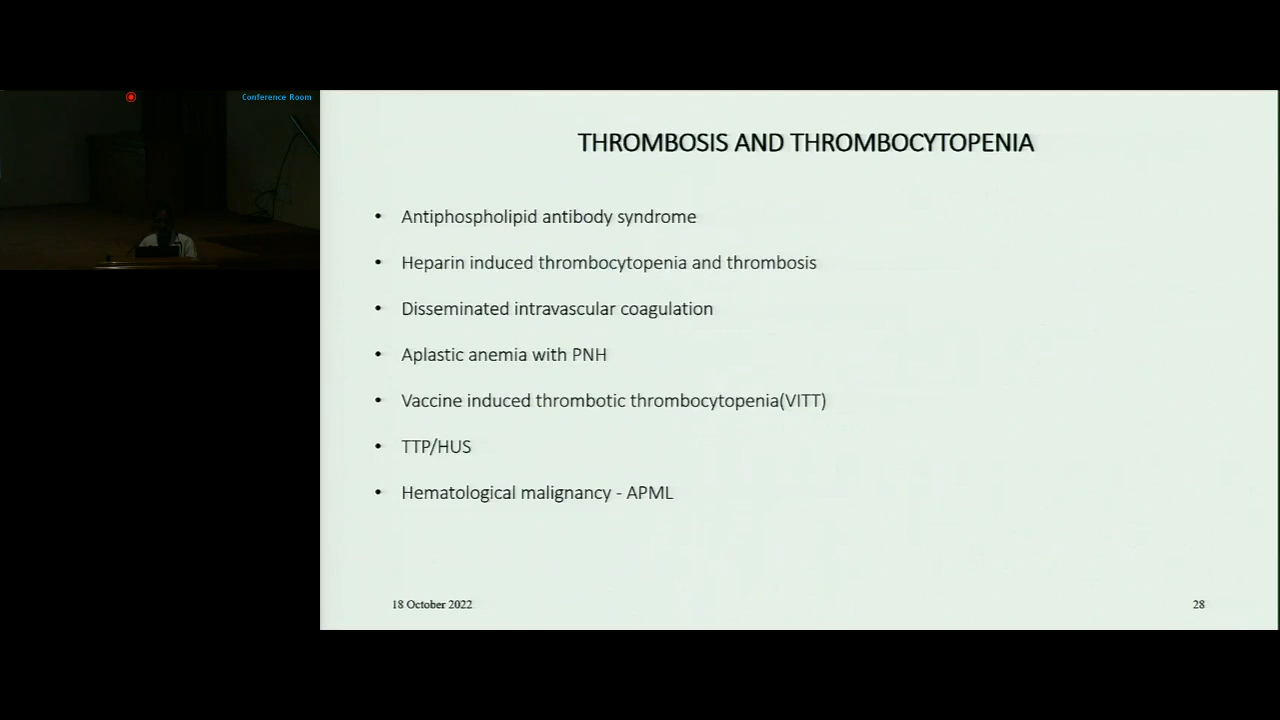 Conference Room
THROMBOSIS AND THROMBOCYTOPENIA
• Antiphospholipid antibody syndrome
• Heparin induced thrombocytopenia and thrombosis
• Disseminated intravascular coagulation
• Aplastic anemia with PNH
• Vaccine induced thrombotic thrombocytopenia(VITT)
• TTP/HUS
• Hematological malignancy - APML
18 October 2022
28